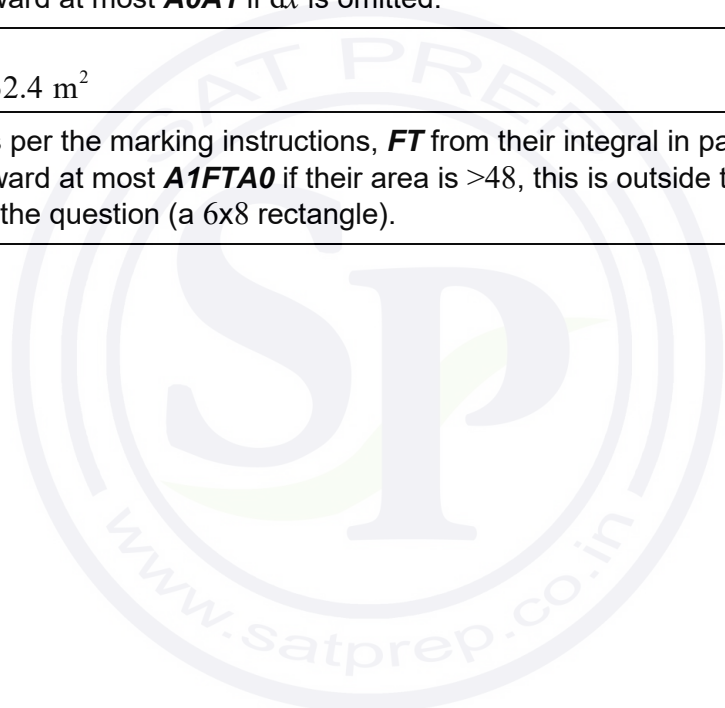 ward at most A0A1 if dx is omitted.
2.4 m²
per the marking instructions, FT from their integral in pa
ward at most A1FTA0 if their area is >48, this is outside t
the question (a 6x8 rectangle).
SAT PREP
SP
www.satprep.co.in